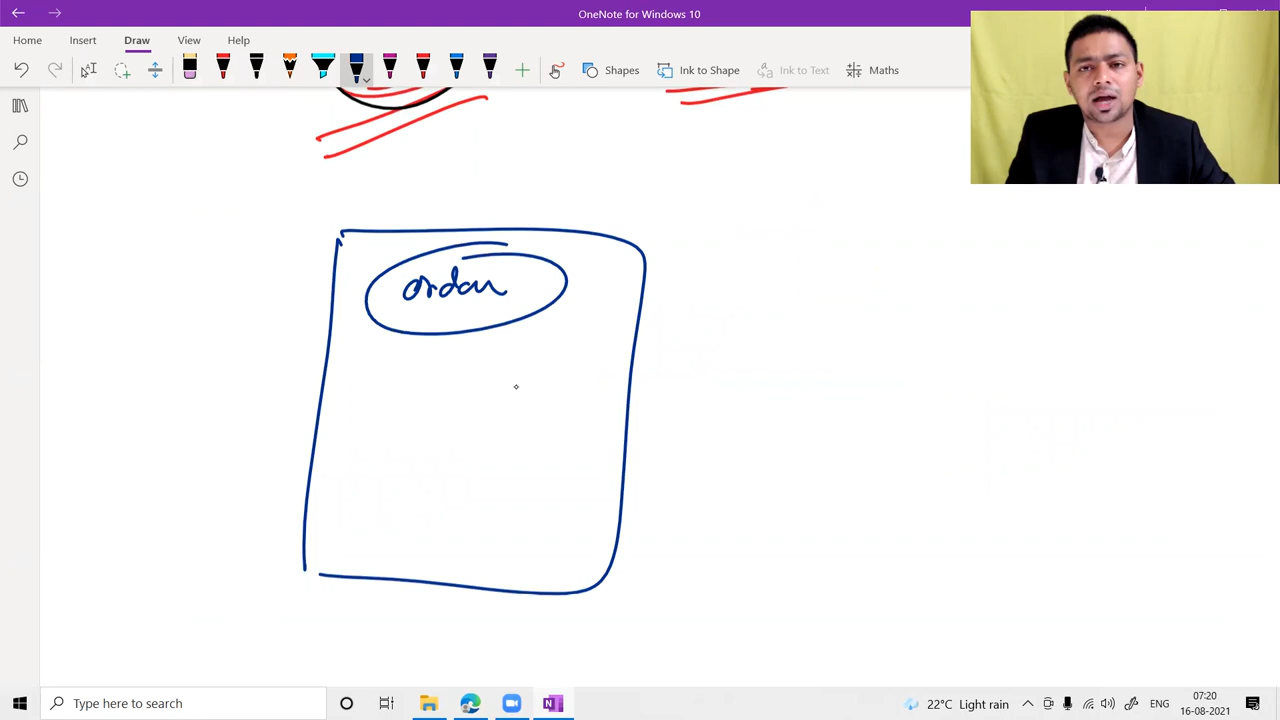 OneNote for Windows 10
Home Insert Draw View Help
Shapes Ink to Shape Ink to Text Maths
order
Type here to search
22°C Light rain
ENG
07:20
16-08-2021